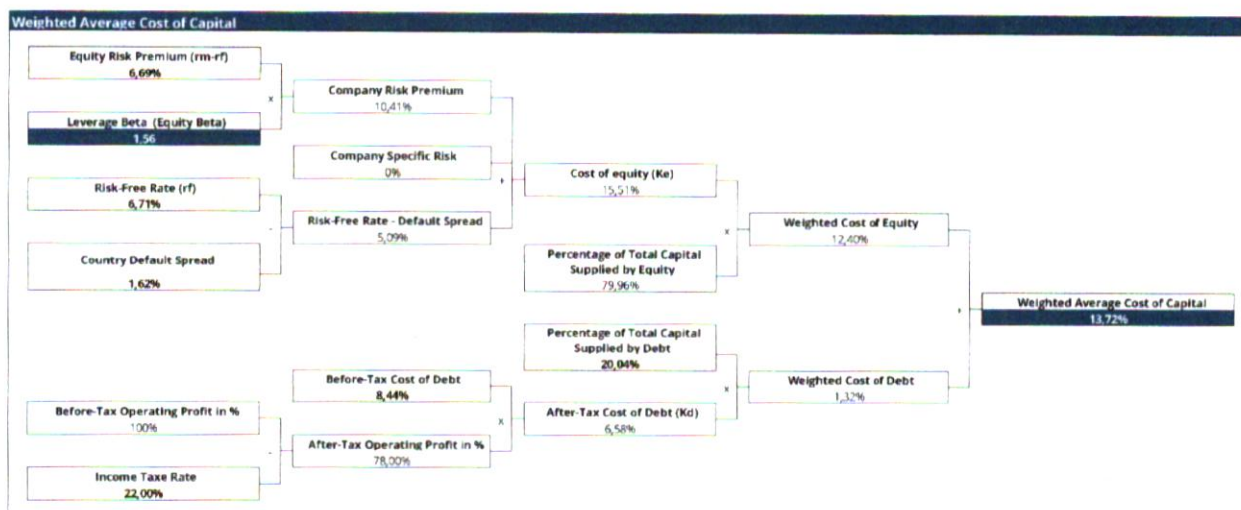 Weighted Average Cost of Capital
Equity Risk Premium (rm-rf)
6,69%
x
Leverage Beta (Equity Beta)
1.56
Company Risk Premium
10,41%
Company Specific Risk
0%
+
Risk-Free Rate (rf)
6,71%
-
Country Default Spread
1,62%
Risk-Free Rate - Default Spread
5,09%
Cost of equity (Ke)
15,51%
x
Percentage of Total Capital
Supplied by Equity
79,96%
Weighted Cost of Equity
12,40%
+
Weighted Average Cost of Capital
13,72%
Percentage of Total Capital
Supplied by Debt
20,04%
x
Weighted Cost of Debt
1,32%
Before-Tax Cost of Debt
8,44%
x
After-Tax Cost of Debt (Kd)
6,58%
Before-Tax Operating Profit in %
100%
-
After-Tax Operating Profit in %
78,00%
Income Taxe Rate
22,00%